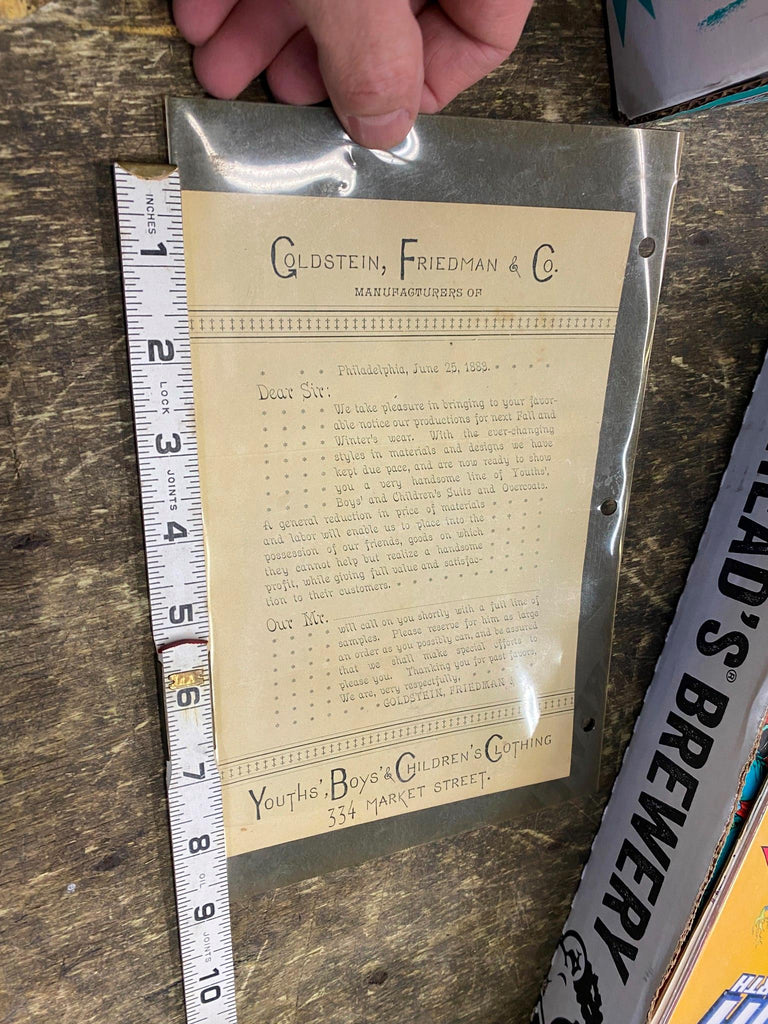 GOLDSTEIN, FRIEDMAN & CO.
MANUFACTURERS OF
Philadelphia, June 25, 1883.
Dear Sir:
We take pleasure in bringing to your favor-
able notice our productions for next Fall and
Winter's wear. With the ever-changing
styles in materials and designs we have
kept due pace, and are now ready to show
you a very handsome line of Youths',
Boys' and Children's Suits and Overcoats.
A general reduction in price of materials
and labor will enable us to place into the
possession of our friends, goods on which
they cannot help but realize a handsome
profit, while giving full value and satisfac-
tion to their customers.
Our Mr.
will call on you shortly with a full line of
samples. Please reserve for him as large
an order as you possibly can, and be assured
that we shall make special efforts to
please you. Thanking you for past favors,
We are, very respectfully,
GOLDSTEIN, FRIEDMAN &
YOUTHS', BOYS' & CHILDREN'S CLOTHING
334 MARKET STREET.
INCHES
1
2
LOCK
3
JOINTS
4
5
6
7
8
OIL
9
JOINTS
10
HEAD'S BREWERY